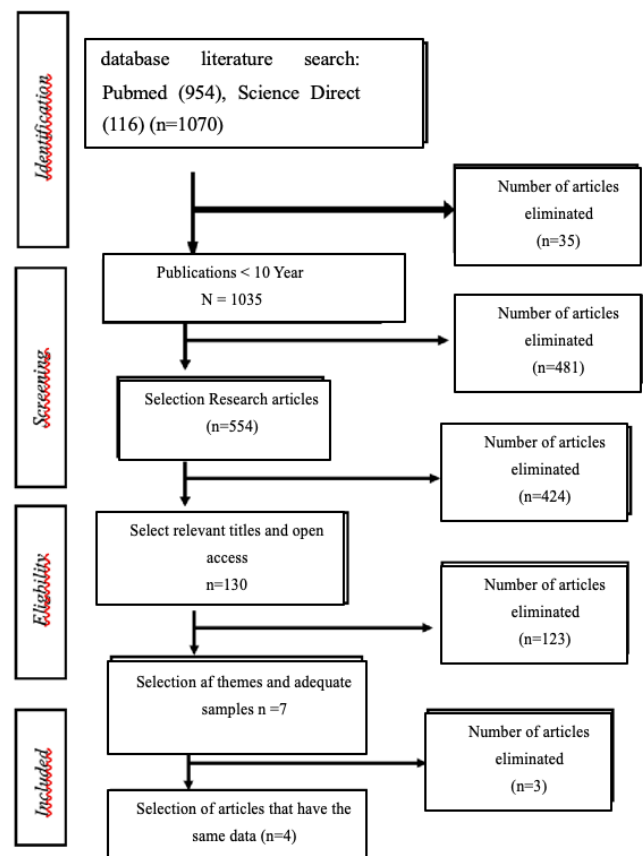 Identification
database literature search:
Pubmed (954), Science Direct
(116) (n=1070)
Number of articles
eliminated
(n=35)
Publications < 10 Year
N = 1035
Screening
Number of articles
eliminated
(n=481)
Selection Research articles
(n=554)
Number of articles
eliminated
(n=424)
Eligbility
Select relevant titles and open
access
n=130
Number of articles
eliminated
(n=123)
Selection af themes and adequate
samples n =7
Included
Number of articles
eliminated
(n=3)
Selection of articles that have the
same data (n=4)